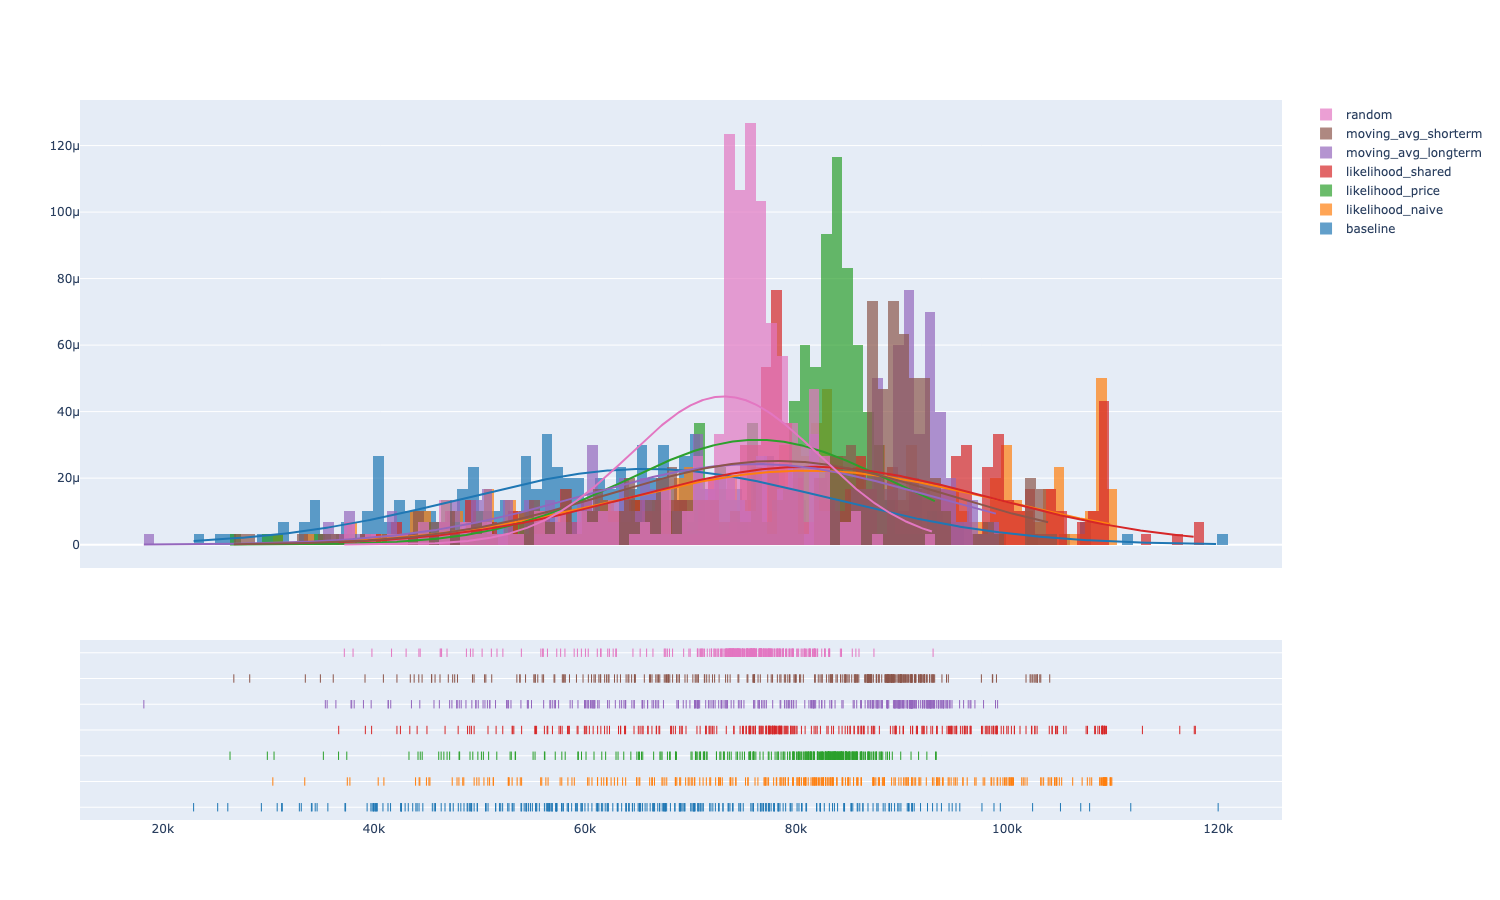 120μ
100μ
80μ
60μ
40μ
20μ
0
random
moving_avg_shorterm
moving_avg_longterm
likelihood_shared
likelihood_price
likelihood_naive
baseline
20k 40k 60k 80k 100k 120k